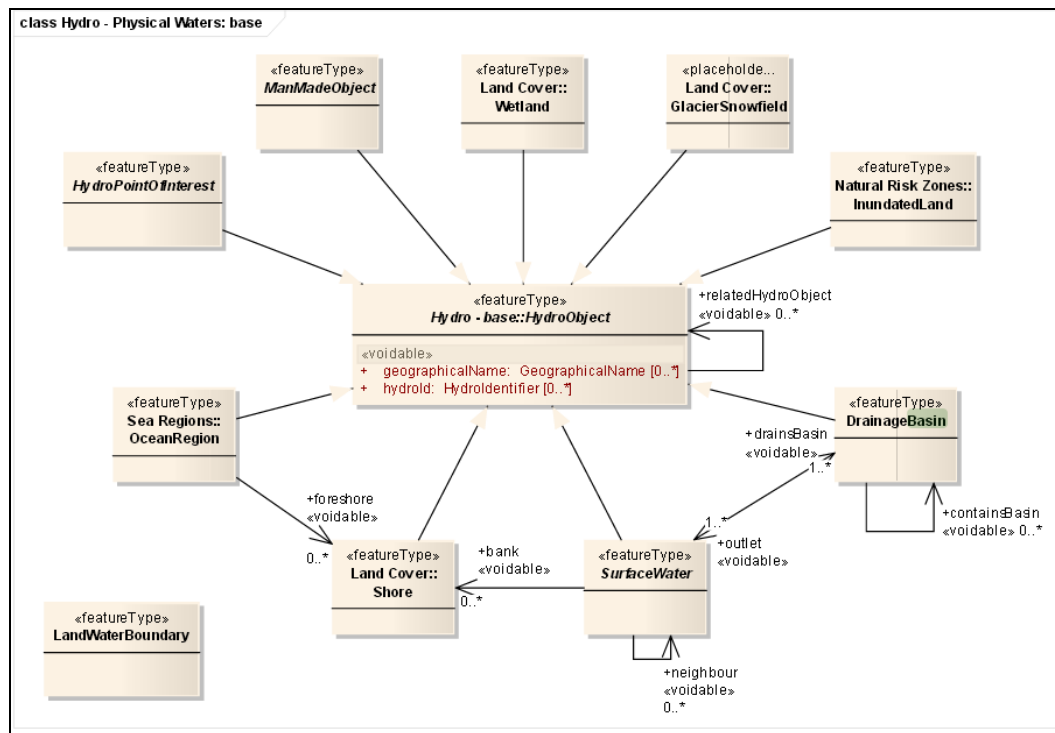 class Hydro - Physical Waters: base
«featureType»
ManMadeObject
«featureType»
Land Cover::
Wetland
«placeholde...
Land Cover::
GlacierSnowfield
«featureType»
HydroPointOfInterest
«featureType»
Natural Risk Zones::
InundatedLand
«featureType»
Hydro - base::HydroObject
«voidable»
+ geographicalName: GeographicalName [0..*]
+ hydroId: HydroIdentifier [0..*]
+relatedHydroObject
«voidable» 0..*
«featureType»
Sea Regions::
OceanRegion
«featureType»
DrainageBasin
+drainsBasin
«voidable»
1..*
+foreshore
«voidable»
0..*
+containsBasin
«voidable» 0..*
1..*
+outlet
«voidable»
«featureType»
Land Cover::
Shore
+bank
«voidable»
0..*
«featureType»
SurfaceWater
«featureType»
LandWaterBoundary
+neighbour
«voidable»
0..*